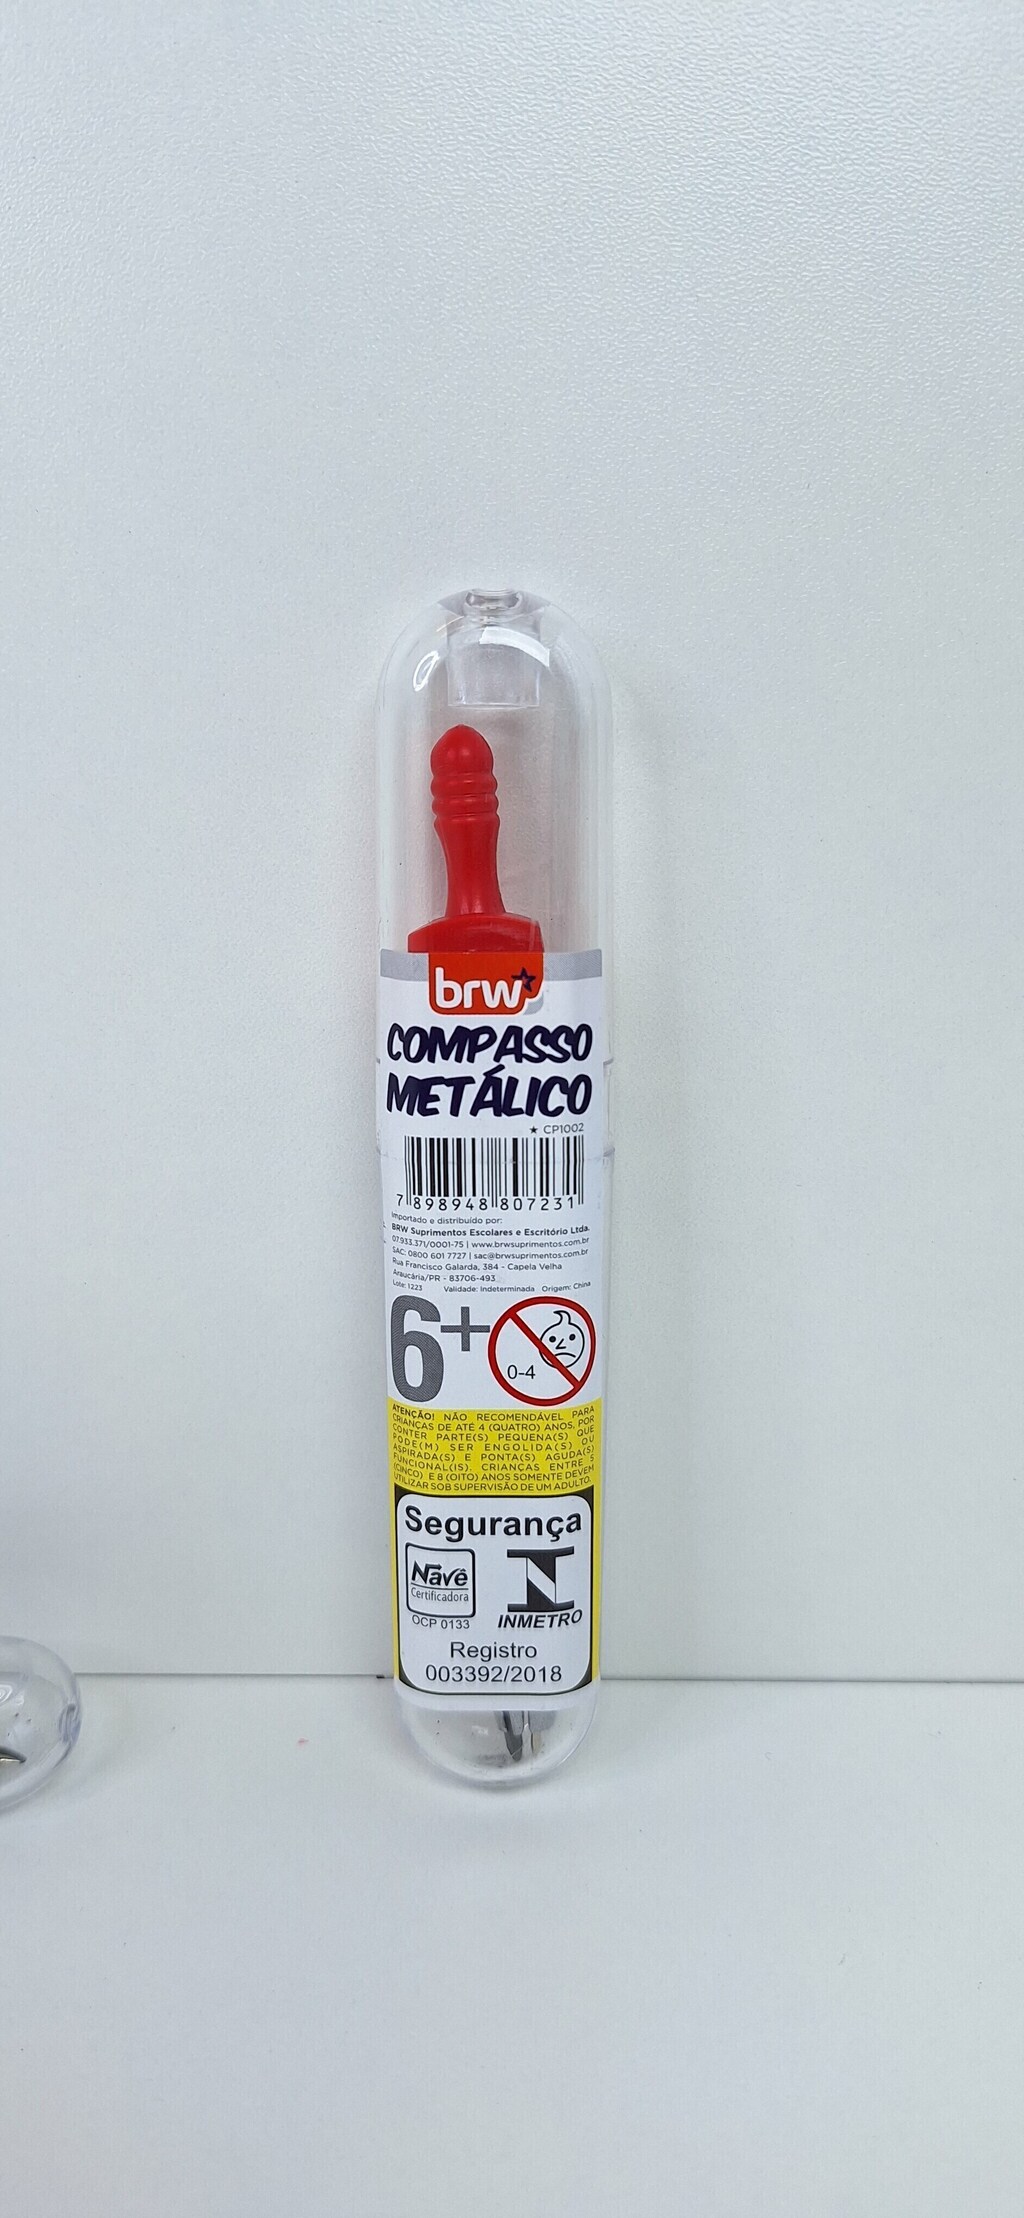 brw
COMPASSO
METÁLICO
★ CP1002
7 898948 807231
Importado e distribuído por:
BRW Suprimentos Escolares e Escritório Ltda.
07.933.371/0001-75 | www.brwsuprimentos.com.br
SAC: 0800 601 7727 | sac@brwsuprimentos.com.br
Rua Francisco Galarda, 384 - Capela Velha
Araucária/PR - 83706-493
Lote: 1223 Validade: Indeterminada Origem: China
6+
0-4
ATENÇÃO! NÃO RECOMENDÁVEL PARA
CRIANÇAS DE ATÉ 4 (QUATRO) ANOS, POR
CONTER PARTE(S) PEQUENA(S) QUE
PODE(M) SER ENGOLIDA(S) OU
ASPIRADA(S) E PONTA(S) AGUDA(S)
FUNCIONAL(IS). CRIANÇAS ENTRE 5
(CINCO) E 8 (OITO) ANOS SOMENTE DEVEM
UTILIZAR SOB SUPERVISÃO DE UM ADULTO.
Segurança
Navê
Certificadora
OCP 0133
INMETRO
Registro
003392/2018